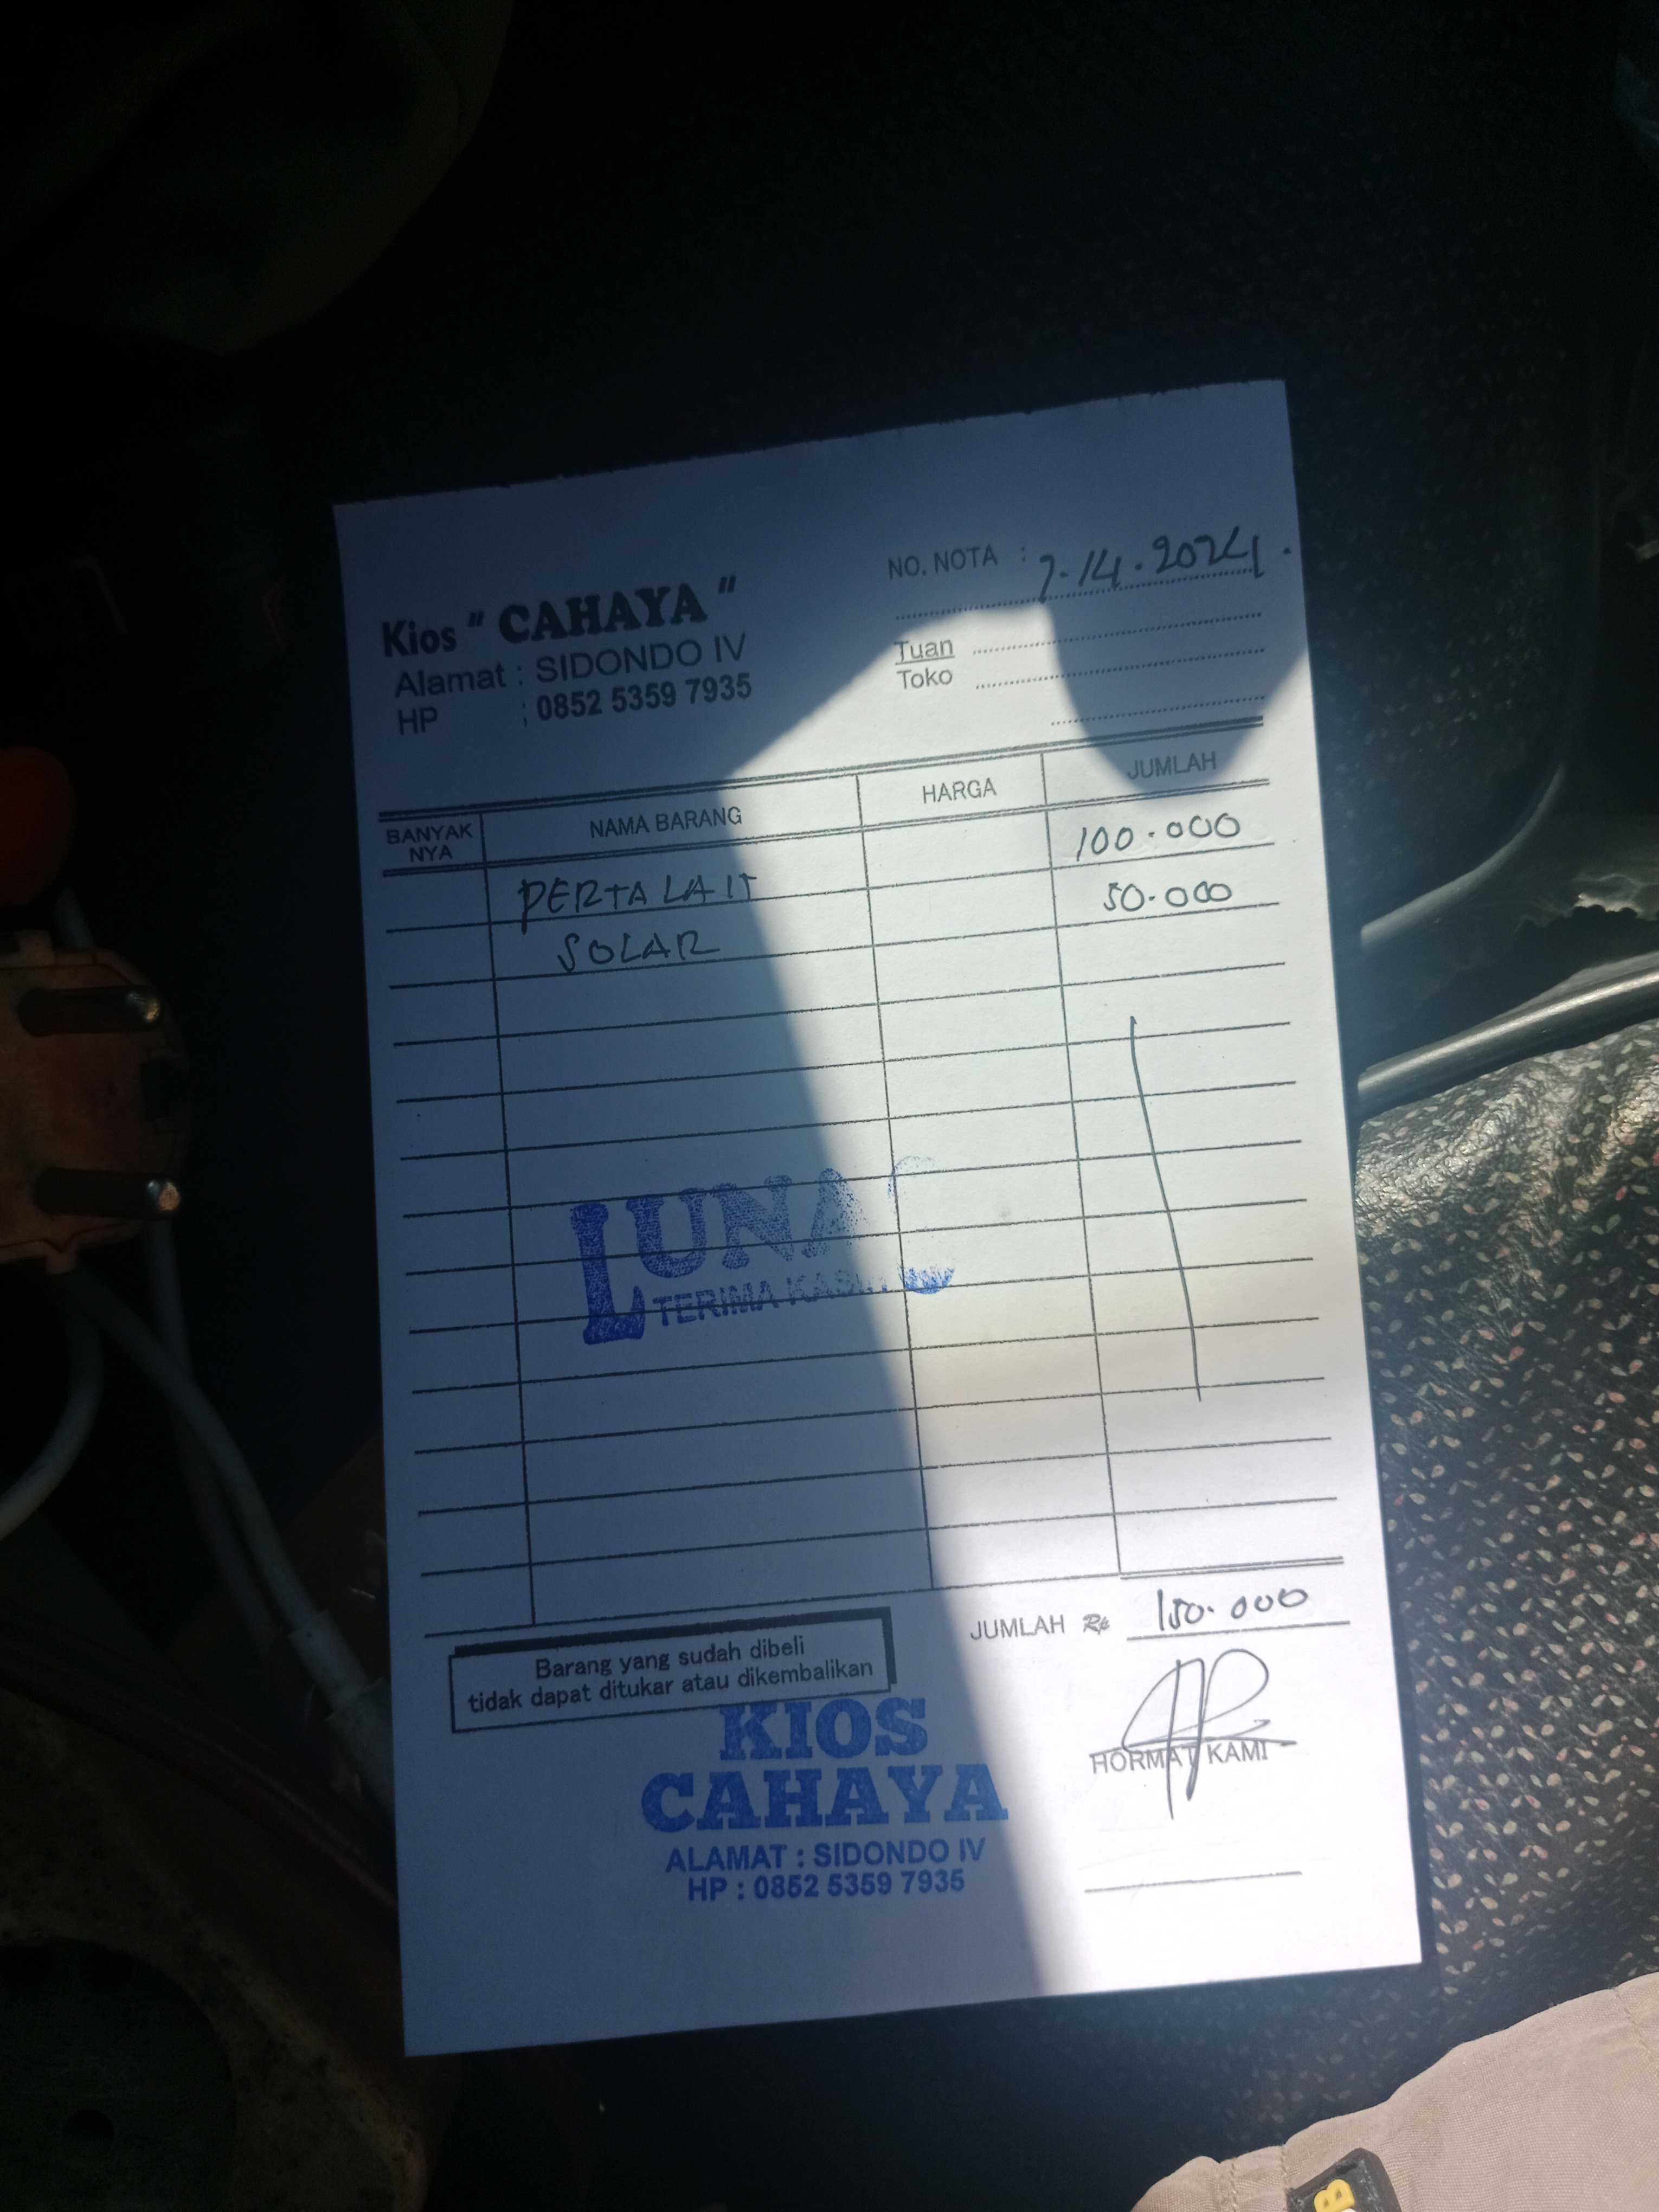 Kios " CAHAYA "
Alamat : SIDONDO IV
HP : 0852 5359 7935
NO. NOTA : 7.14.2024.
Tuan
Toko
BANYAK NYA NAMA BARANG HARGA JUMLAH
PERTALAIT 100.000
SOLAR 50.000
LUNA
TERIMA KASI
JUMLAH Rp 150.000
Barang yang sudah dibeli
tidak dapat ditukar atau dikembalikan
HORMAT KAMI
KIOS
CAHAYA
ALAMAT : SIDONDO IV
HP : 0852 5359 7935
B